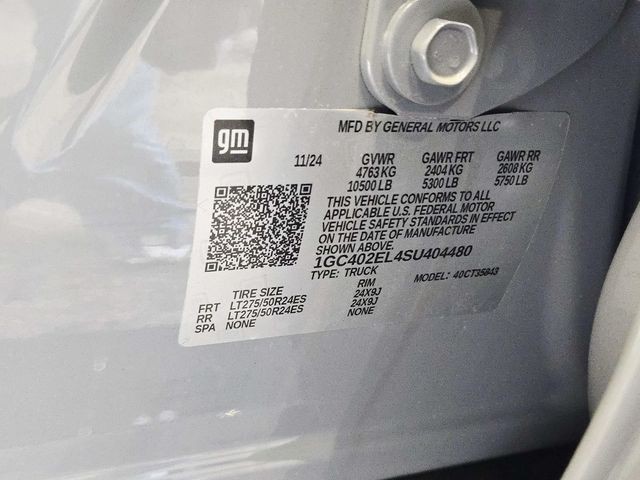 gm
MFD BY GENERAL MOTORS LLC
11/24 GVWR GAWR FRT GAWR RR
4763 KG 2404 KG 2608 KG
10500 LB 5300 LB 5750 LB
THIS VEHICLE CONFORMS TO ALL
APPLICABLE U.S. FEDERAL MOTOR
VEHICLE SAFETY STANDARDS IN EFFECT
ON THE DATE OF MANUFACTURE
SHOWN ABOVE.
1GC402EL4SU404480
TYPE: TRUCK MODEL: 40CT35843
TIRE SIZE RIM
FRT LT275/50R24ES 24X9J
RR LT275/50R24ES 24X9J
SPA NONE NONE